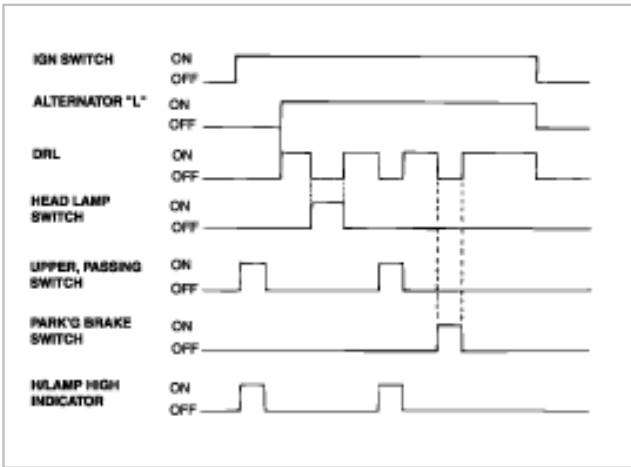 IGN SWITCH ON
OFF
ALTERNATOR "L" ON
OFF
DRL ON
OFF
HEAD LAMP
SWITCH ON
OFF
UPPER, PASSING
SWITCH ON
OFF
PARK'G BRAKE
SWITCH ON
OFF
H/LAMP HIGH
INDICATOR ON
OFF